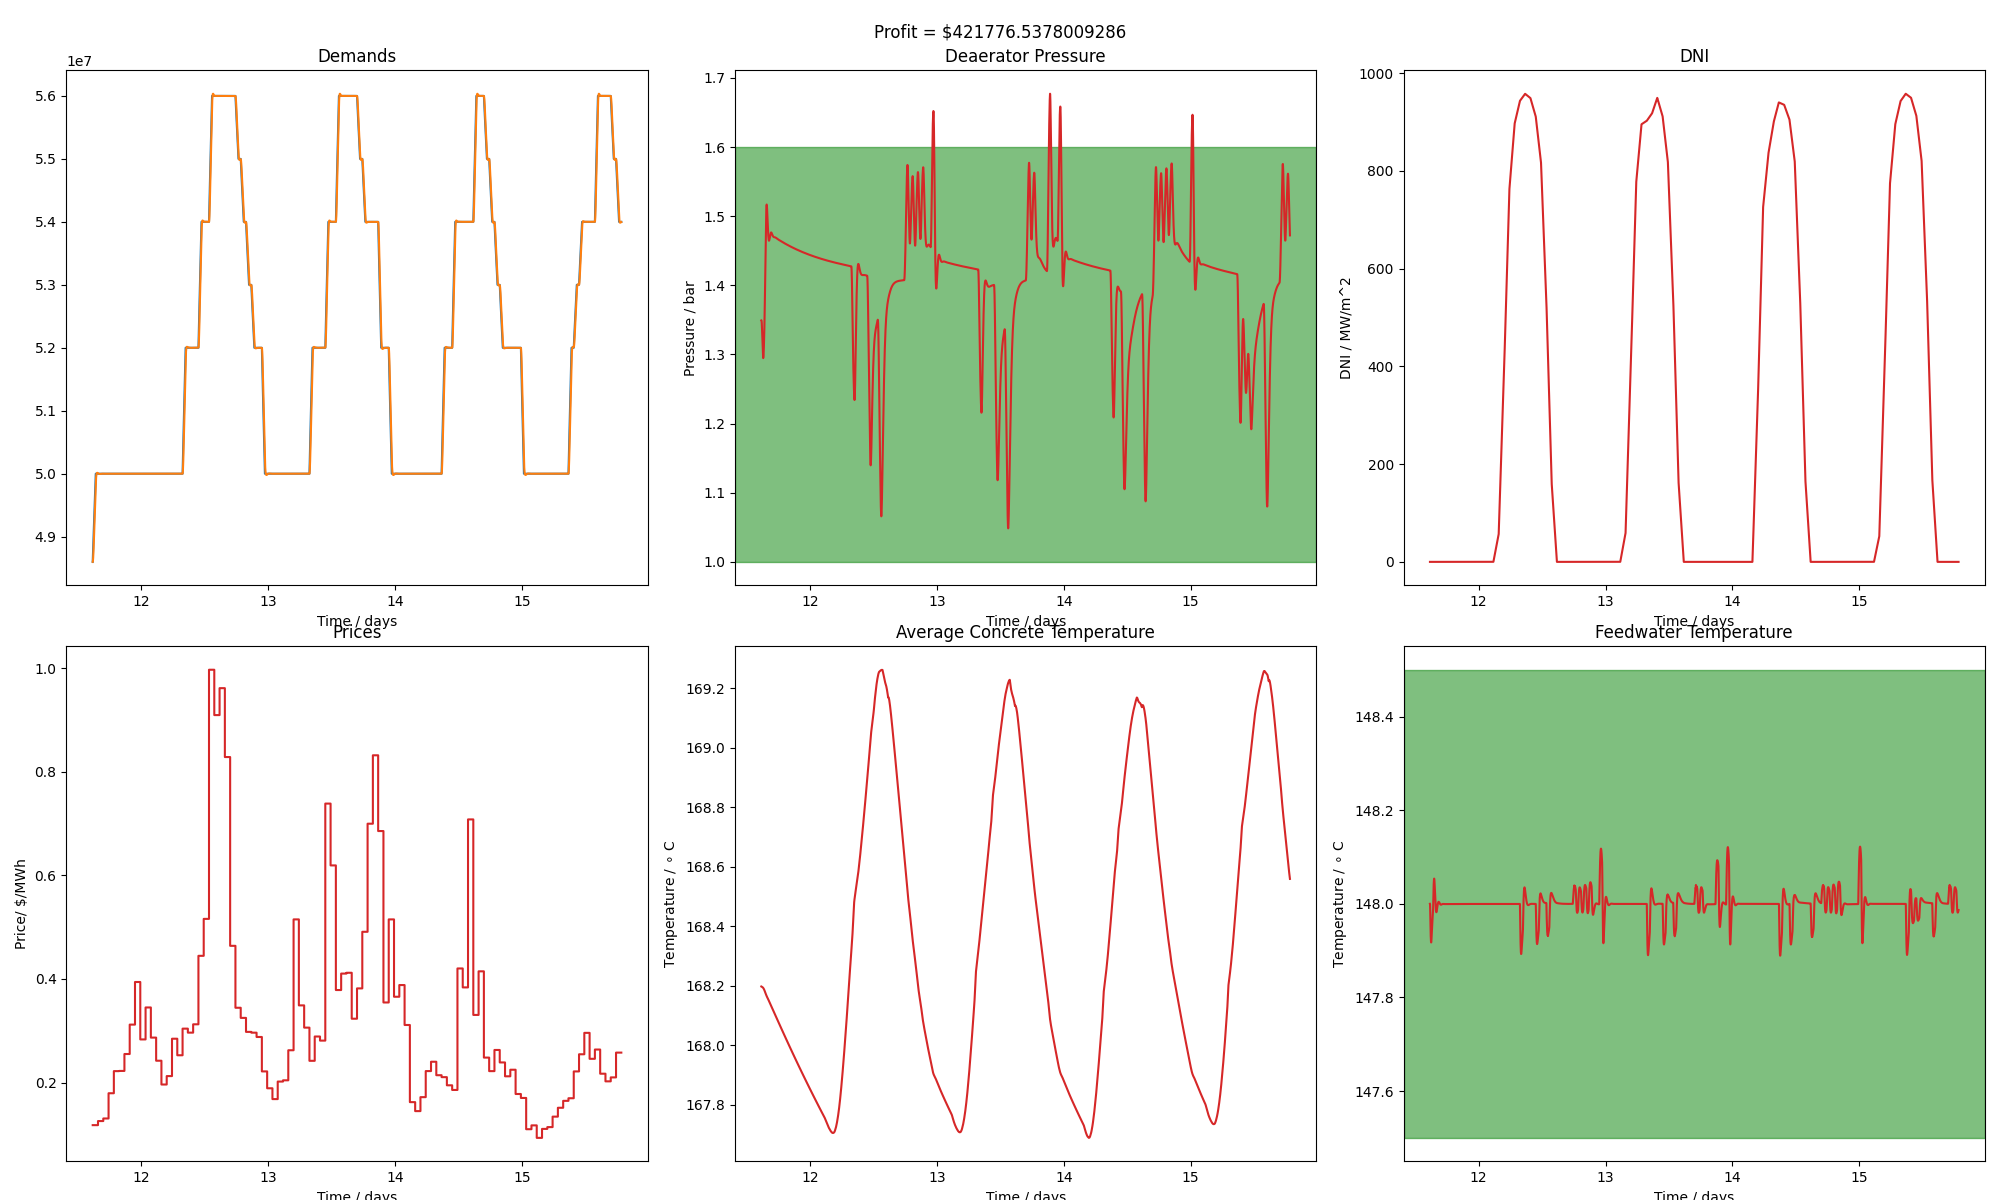 Profit = $421776.5378009286
Demands
1e7
5.6
5.5
5.4
5.3
5.2
5.1
5.0
4.9
12 13 14 15
Time / days
Deaerator Pressure
Pressure / bar
1.7
1.6
1.5
1.4
1.3
1.2
1.1
1.0
12 13 14 15
Time / days
DNI
DNI / MW/m^2
1000
800
600
400
200
0
12 13 14 15
Time / days
Prices
Price/ $/MWh
1.0
0.8
0.6
0.4
0.2
12 13 14 15
Time / days
Average Concrete Temperature
Temperature / ∘ C
169.2
169.0
168.8
168.6
168.4
168.2
168.0
167.8
12 13 14 15
Time / days
Feedwater Temperature
Temperature / ∘ C
148.4
148.2
148.0
147.8
147.6
12 13 14 15
Time / days